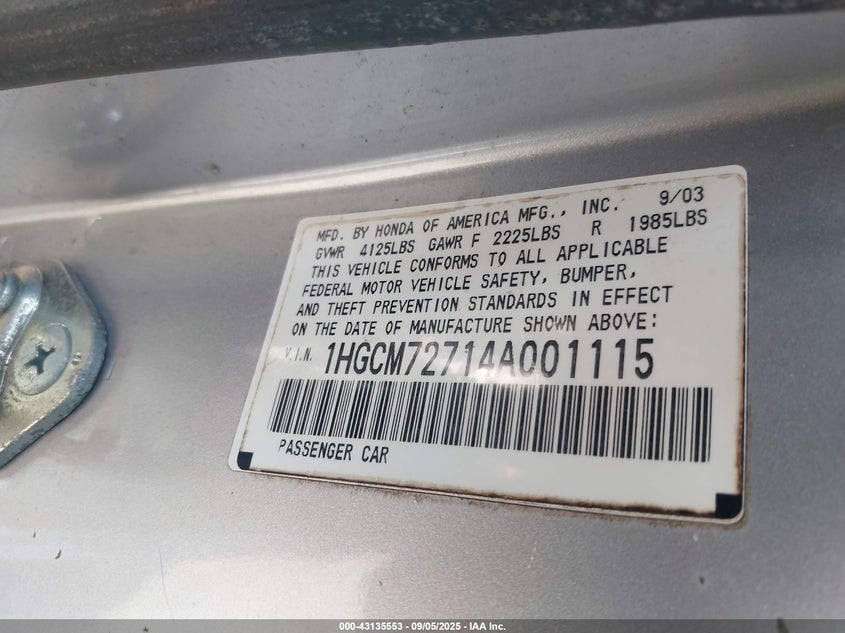 9/03
MFD. BY HONDA OF AMERICA MFG., INC.
GVWR 4125LBS GAWR F 2225LBS R 1985LBS
THIS VEHICLE CONFORMS TO ALL APPLICABLE
FEDERAL MOTOR VEHICLE SAFETY, BUMPER,
AND THEFT PREVENTION STANDARDS IN EFFECT
ON THE DATE OF MANUFACTURE SHOWN ABOVE:
V.I.N. 1HGCM72714A001115
PASSENGER CAR
000-43135553 - 09/05/2025 - IAA Inc.